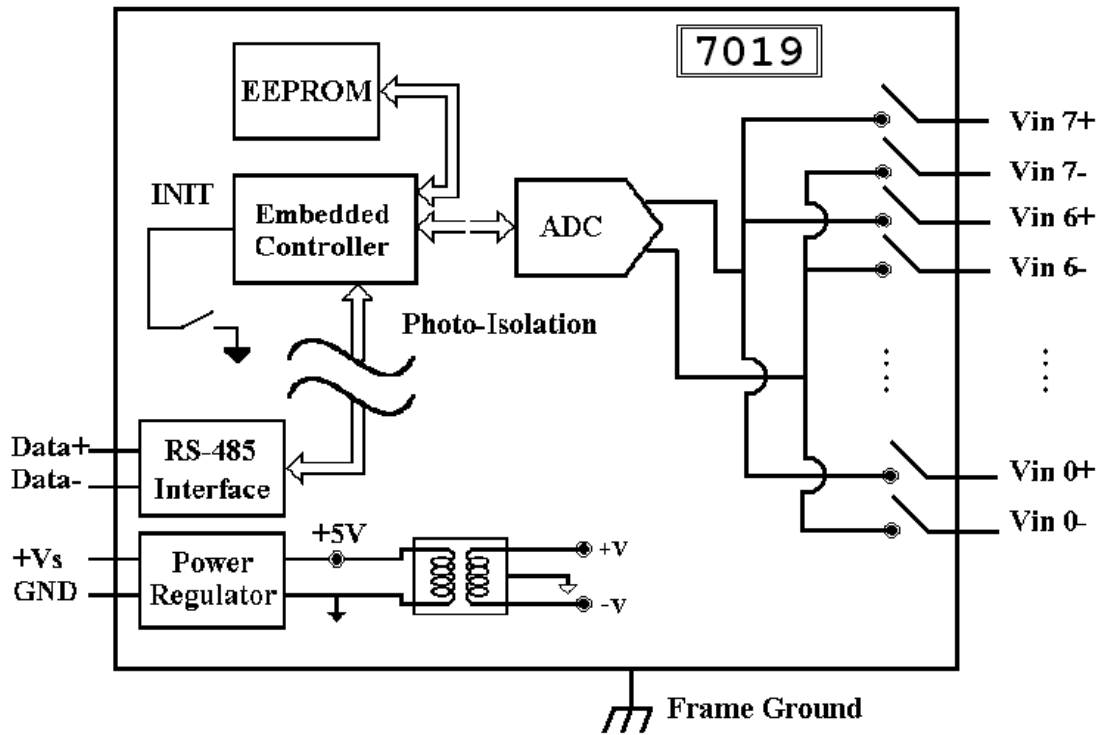 7019
EEPROM
INIT
Embedded
Controller
ADC
Photo-Isolation
Vin 7+
Vin 7-
Vin 6+
Vin 6-
Vin 0+
Vin 0-
Data+
Data-
RS-485
Interface
+Vs
GND
Power
Regulator
+5V
+V
-V
Frame Ground